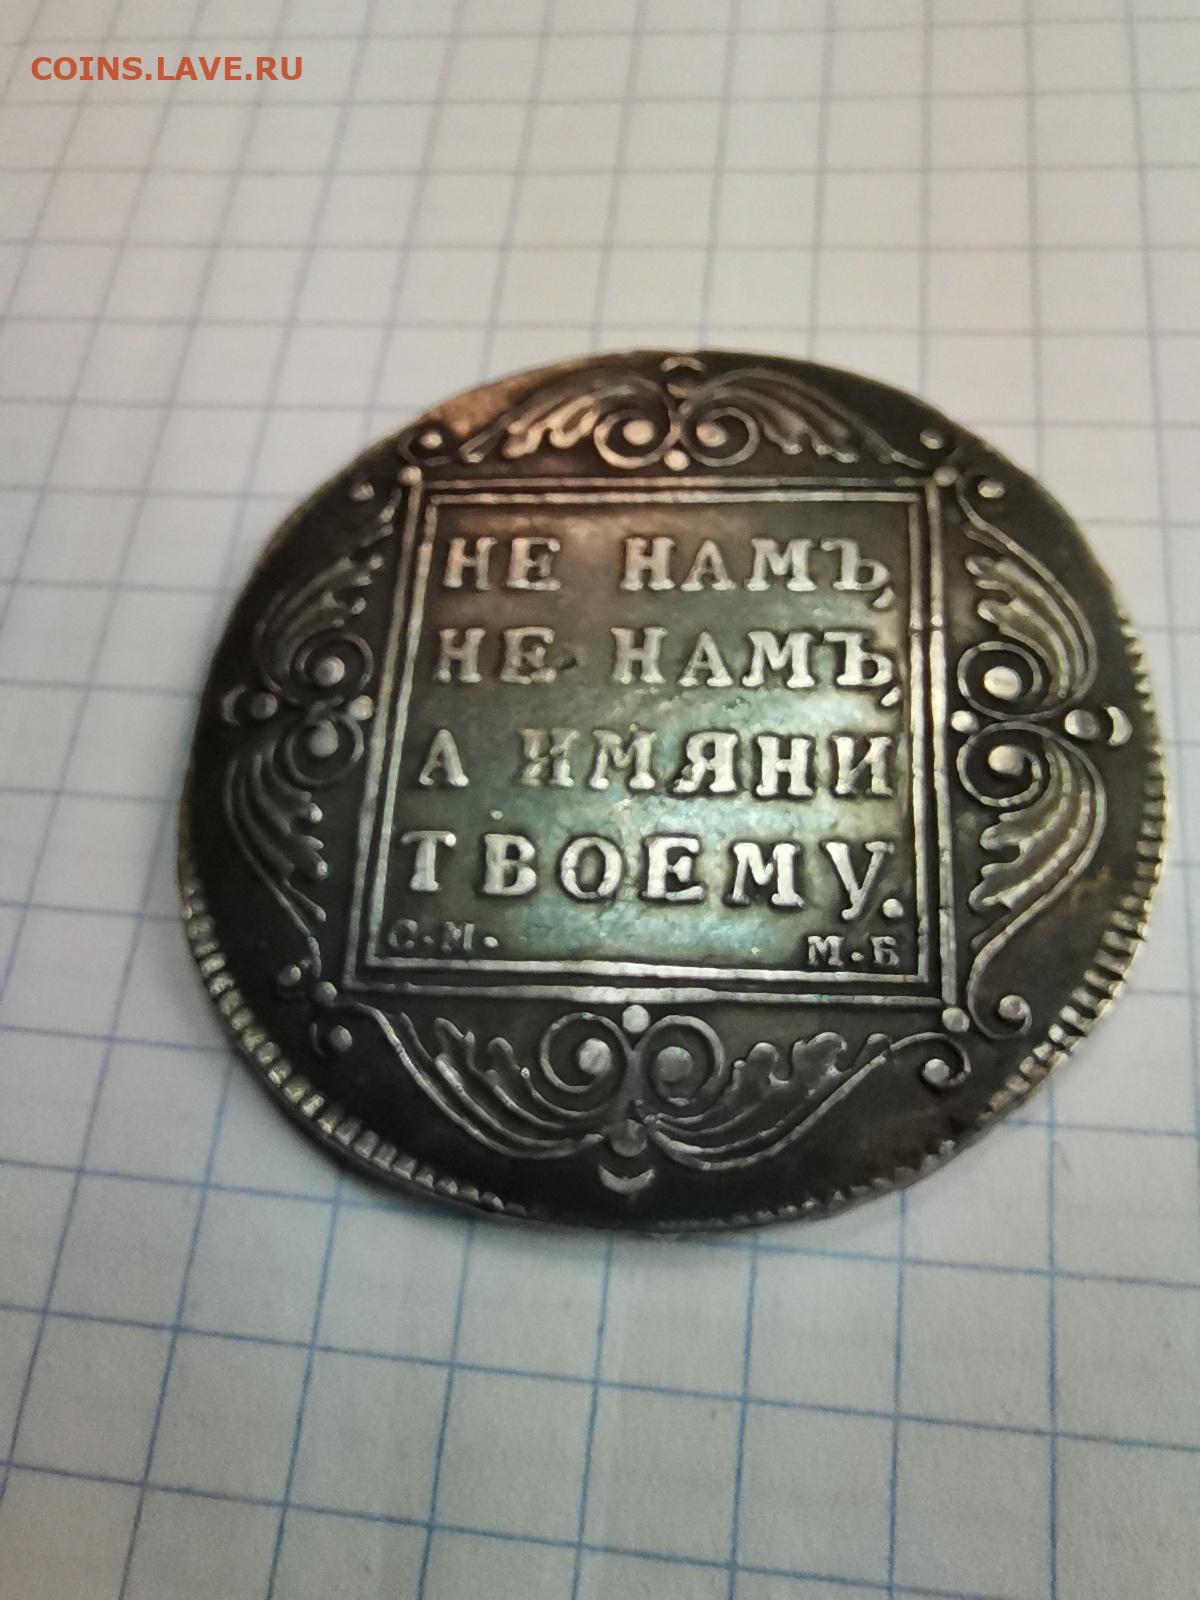 COINS.LAVE.RU
НЕ НАМЪ,
НЕ НАМЪ,
А ИМЯНИ
ТВОЕМУ.
С.М. М.Б